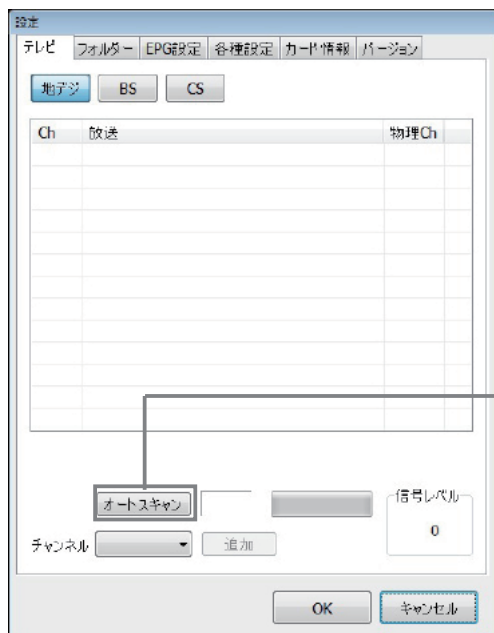 設定
テレビ フォルダー EPG設定 各種設定 カード情報 バージョン
地デジ BS CS
Ch 放送 物理Ch
オートスキャン
信号レベル
0
チャンネル 追加
OK キャンセル